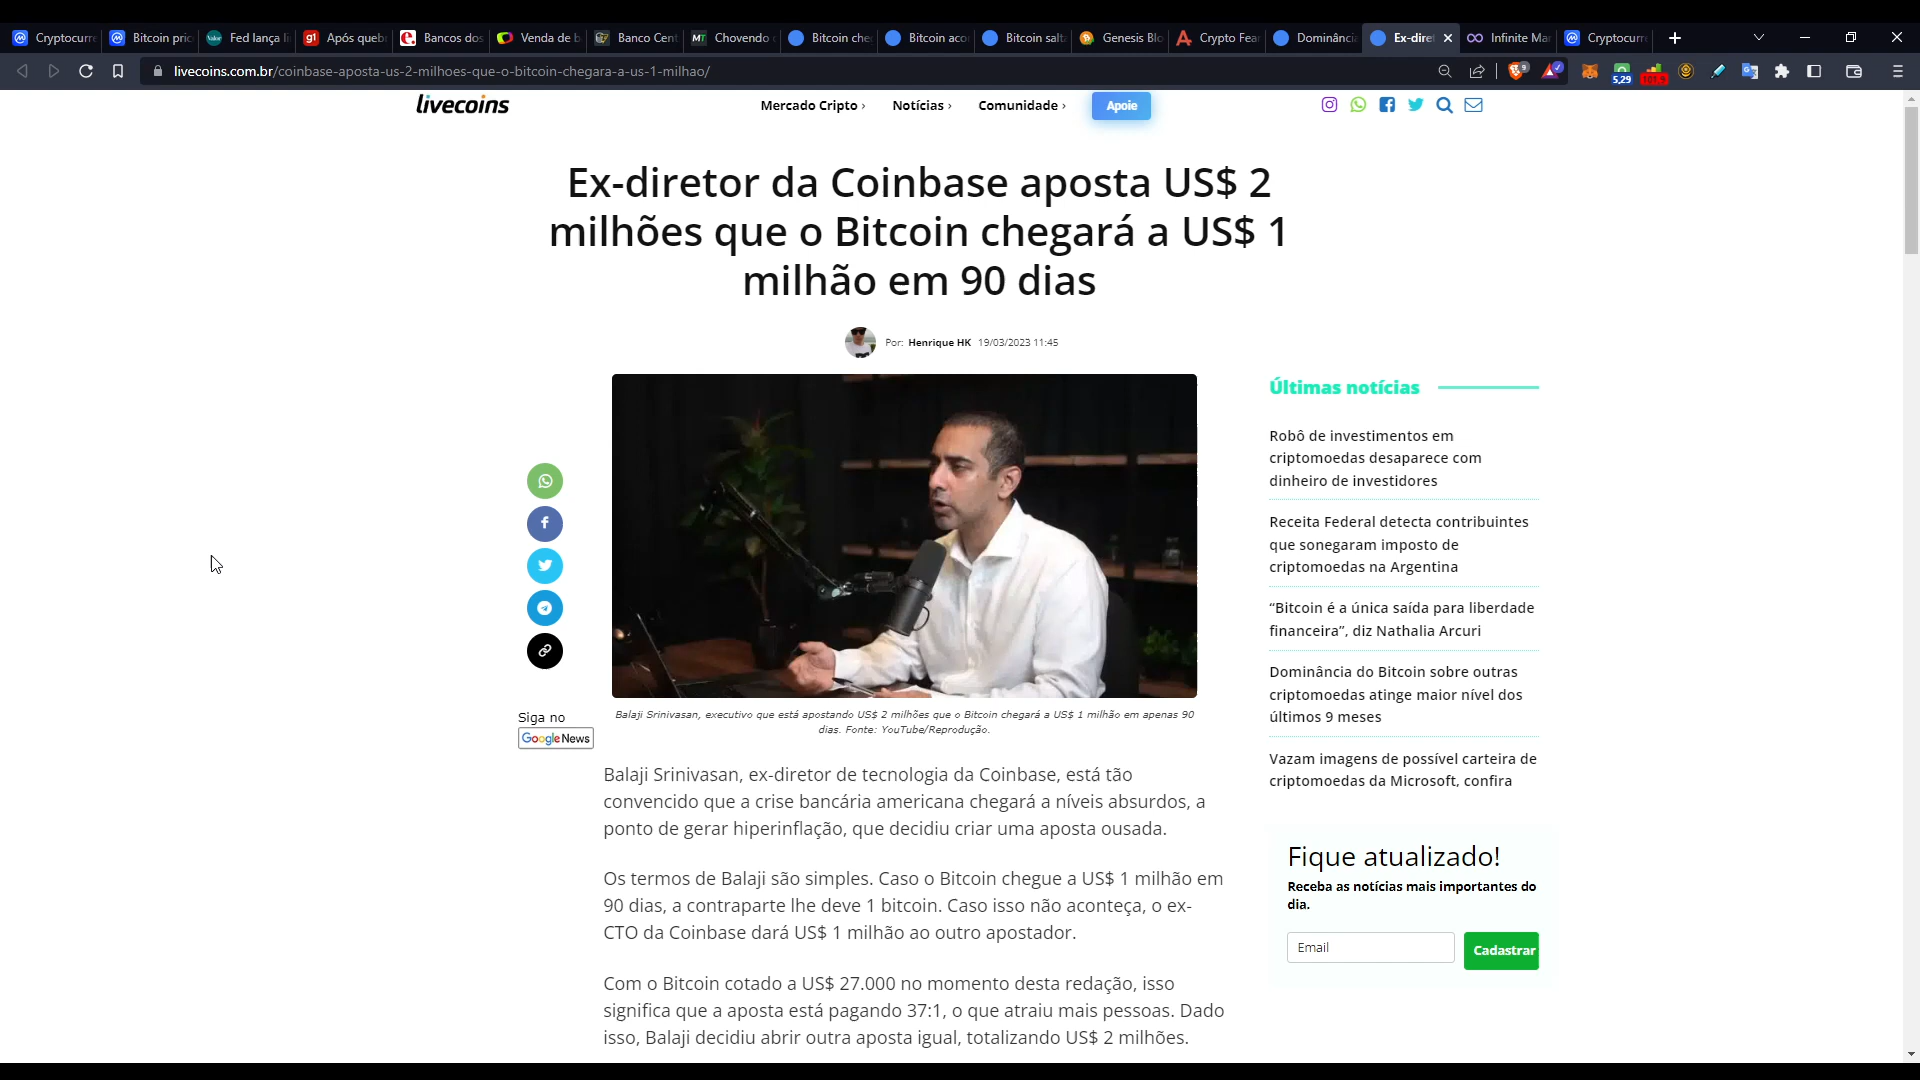 Cryptocurre
Bitcoin pric
Fed lança li
Após queb
Bancos dos
Venda de b
Banco Cent
Chovendo
Bitcoin che
Bitcoin aco
Bitcoin salt
Genesis Blo
Crypto Fear
Dominânci
Ex-diret
Infinite Mar
Cryptocurre
livecoins.com.br/coinbase-aposta-us-2-milhoes-que-o-bitcoin-chegara-a-us-1-milhao/
9
5,29
101.9
livecoins
Mercado Cripto ›
Notícias ›
Comunidade ›
Apoie
Ex-diretor da Coinbase aposta US$ 2
milhões que o Bitcoin chegará a US$ 1
milhão em 90 dias
Por: Henrique HK 19/03/2023 11:45
Siga no
Google News
Balaji Srinivasan, executivo que está apostando US$ 2 milhões que o Bitcoin chegará a US$ 1 milhão em apenas 90
dias. Fonte: YouTube/Reprodução.
Balaji Srinivasan, ex-diretor de tecnologia da Coinbase, está tão
convencido que a crise bancária americana chegará a níveis absurdos, a
ponto de gerar hiperinflação, que decidiu criar uma aposta ousada.
Os termos de Balaji são simples. Caso o Bitcoin chegue a US$ 1 milhão em
90 dias, a contraparte lhe deve 1 bitcoin. Caso isso não aconteça, o ex-
CTO da Coinbase dará US$ 1 milhão ao outro apostador.
Com o Bitcoin cotado a US$ 27.000 no momento desta redação, isso
significa que a aposta está pagando 37:1, o que atraiu mais pessoas. Dado
isso, Balaji decidiu abrir outra aposta igual, totalizando US$ 2 milhões.
Últimas notícias
Robô de investimentos em
criptomoedas desaparece com
dinheiro de investidores
Receita Federal detecta contribuintes
que sonegaram imposto de
criptomoedas na Argentina
“Bitcoin é a única saída para liberdade
financeira”, diz Nathalia Arcuri
Dominância do Bitcoin sobre outras
criptomoedas atinge maior nível dos
últimos 9 meses
Vazam imagens de possível carteira de
criptomoedas da Microsoft, confira
Fique atualizado!
Receba as notícias mais importantes do
dia.
Email
Cadastrar